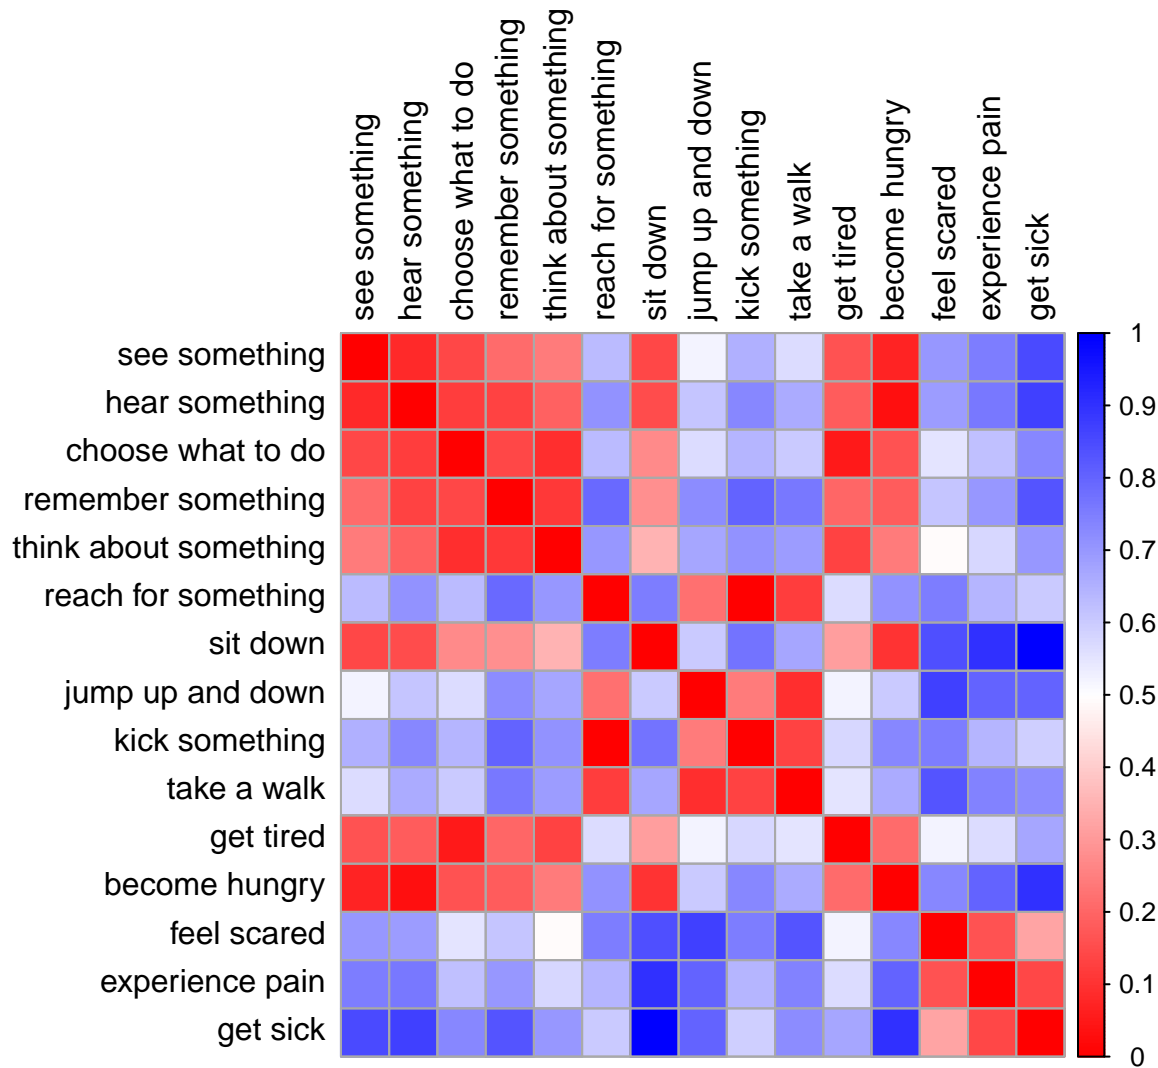 see something
hear something
choose what to do
remember something
think about something
reach for something
sit down
jump up and down
kick something
take a walk
get tired
become hungry
feel scared
experience pain
get sick
see something
hear something
choose what to do
remember something
think about something
reach for something
sit down
jump up and down
kick something
take a walk
get tired
become hungry
feel scared
experience pain
get sick
1
0.9
0.8
0.7
0.6
0.5
0.4
0.3
0.2
0.1
0